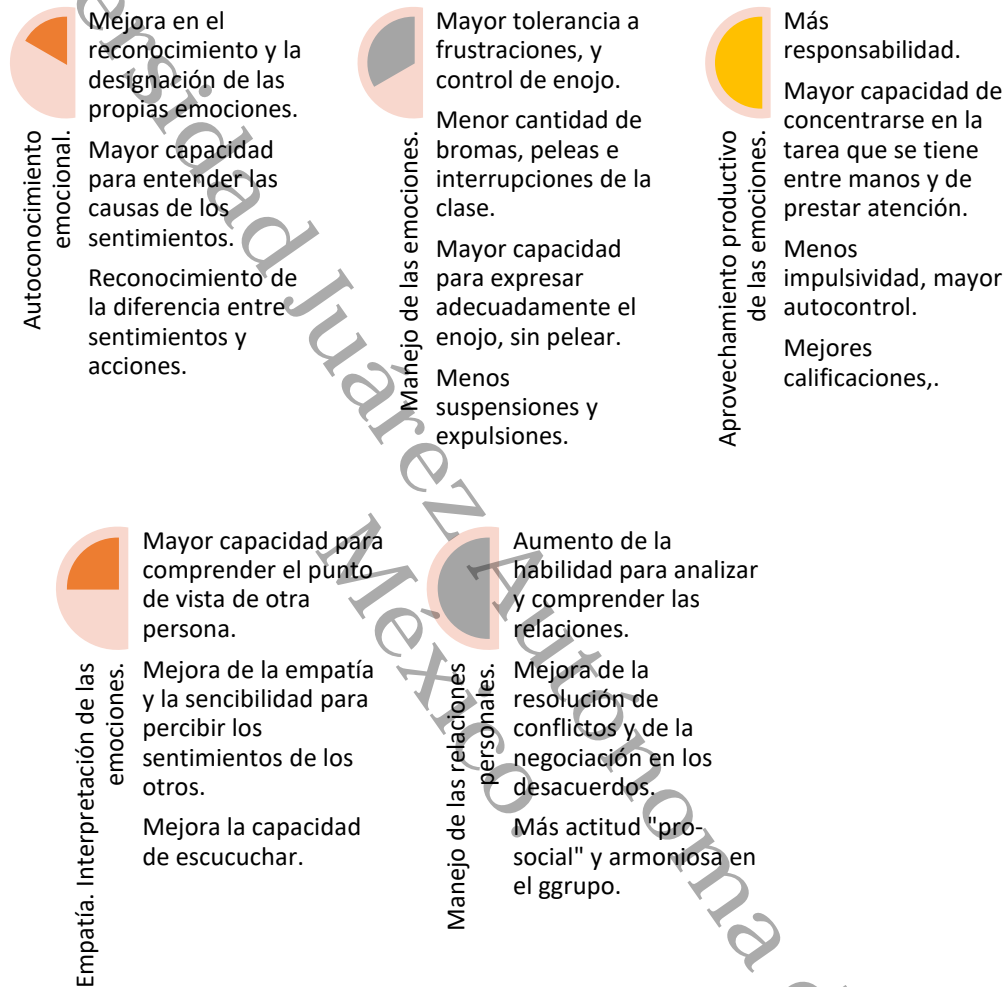 Autoconocimiento
emocional.
Mejora en el
reconocimiento y la
designación de las
propias emociones.
Mayor capacidad
para entender las
causas de los
sentimientos.
Reconocimiento de
la diferencia entre
sentimientos y
acciones.
Manejo de las emociones.
Mayor tolerancia a
frustraciones, y
control de enojo.
Menor cantidad de
bromas, peleas e
interrupciones de la
clase.
Mayor capacidad
para expresar
adecuadamente el
enojo, sin pelear.
Menos
suspensiones y
expulsiones.
Aprovechamiento productivo
de las emociones.
Más
responsabilidad.
Mayor capacidad de
concentrarse en la
tarea que se tiene
entre manos y de
prestar atención.
Menos
impulsividad, mayor
autocontrol.
Mejores
calificaciones,.
Empatía. Interpretación de las
emociones.
Mayor capacidad para
comprender el punto
de vista de otra
persona.
Mejora de la empatía
y la sencibilidad para
percibir los
sentimientos de los
otros.
Mejora la capacidad
de escucuchar.
Manejo de las relaciones
personales.
Aumento de la
habilidad para analizar
y comprender las
relaciones.
Mejora de la
resolución de
conflictos y de la
negociación en los
desacuerdos.
Más actitud "pro-
social" y armoniosa en
el ggrupo.
Juárez Autónoma
México.